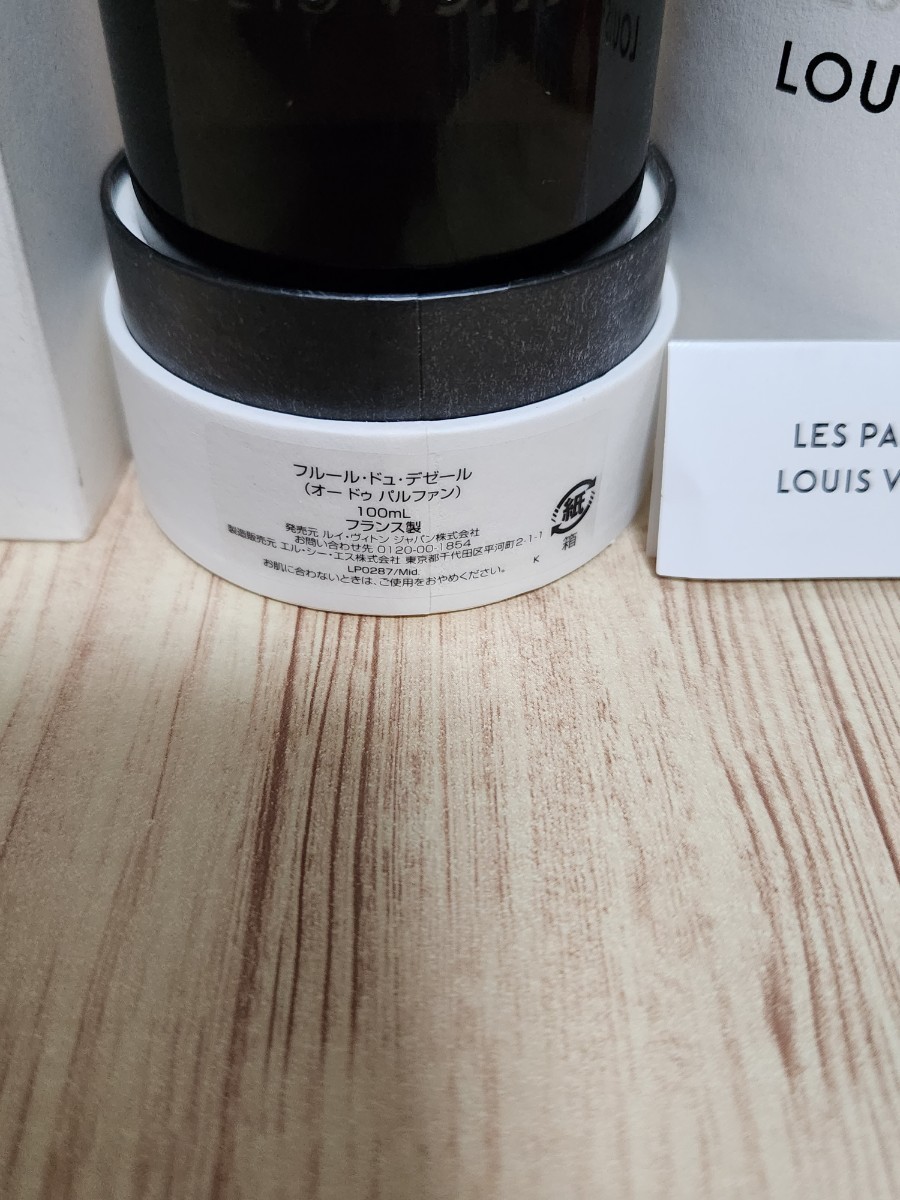 LOU
LOUIS
フルール・ドュ・デゼール
（オー ドゥ パルファン）
100mL
フランス製
発売元 ルイ・ヴィトン ジャパン株式会社
お問い合わせ先 0120-00-1854
製造販売元 エル・シー・エス株式会社 東京都千代田区平河町2-1-1
LP0287/Mid.
K
お肌に合わないときは、ご使用をおやめください。
紙
箱
LES PA
LOUIS V